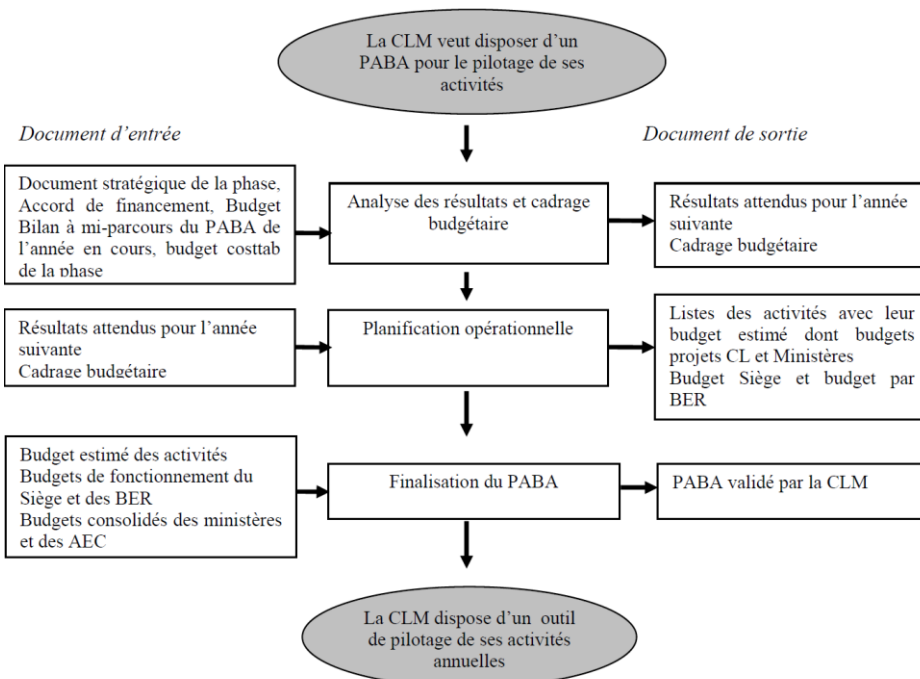 La CLM veut disposer d'un
PABA pour le pilotage de ses
activités
Document d'entrée
Document de sortie
Document stratégique de la phase,
Accord de financement, Budget
Bilan à mi-parcours du PABA de
l'année en cours, budget costtab
de la phase
Analyse des résultats et cadrage
budgétaire
Résultats attendus pour l'année
suivante
Cadrage budgétaire
Résultats attendus pour l'année
suivante
Cadrage budgétaire
Planification opérationnelle
Listes des activités avec leur
budget estimé dont budgets
projets CL et Ministères
Budget Siège et budget par
BER
Budget estimé des activités
Budgets de fonctionnement du
Siège et des BER
Budgets consolidés des ministères
et des AEC
Finalisation du PABA
PABA validé par la CLM
La CLM dispose d'un outil
de pilotage de ses activités
annuelles